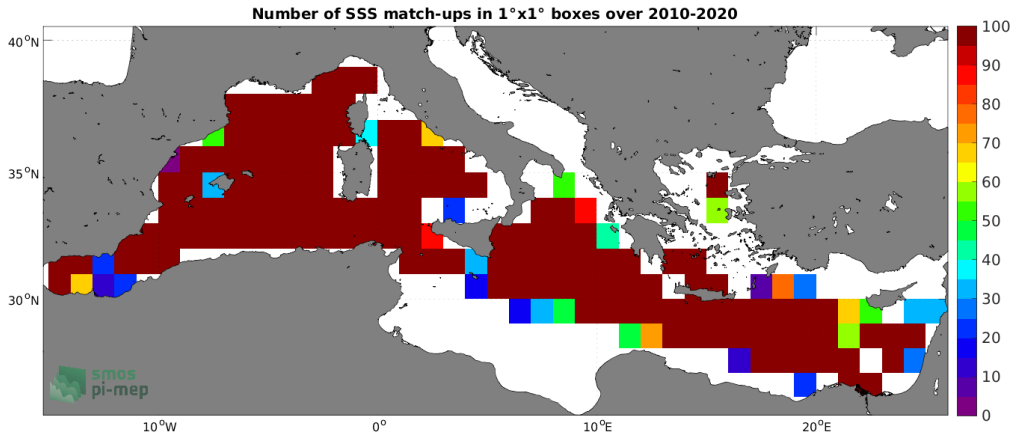 Number of SSS match-ups in 1°x1° boxes over 2010-2020
40°N
35°N
30°N
10°W
0°
10°E
20°E
100
90
80
70
60
50
40
30
20
10
0
smos
pi-mep